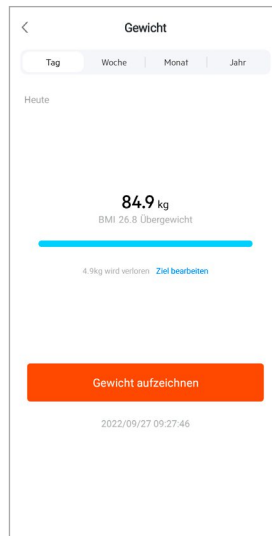 Gewicht
Tag Woche Monat Jahr
Heute
84.9 kg
BMI 26.8 Übergewicht
4.9kg wird verloren Ziel bearbeiten
Gewicht aufzeichnen
2022/09/27 09:27:46